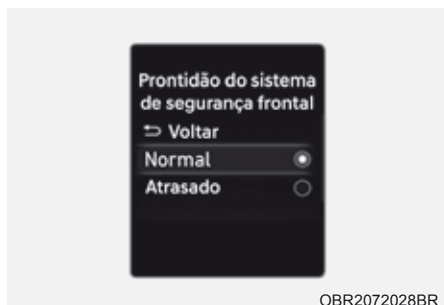 Prontidão do sistema
de segurança frontal
Voltar
Normal
Atrasado
OBR2072028BR